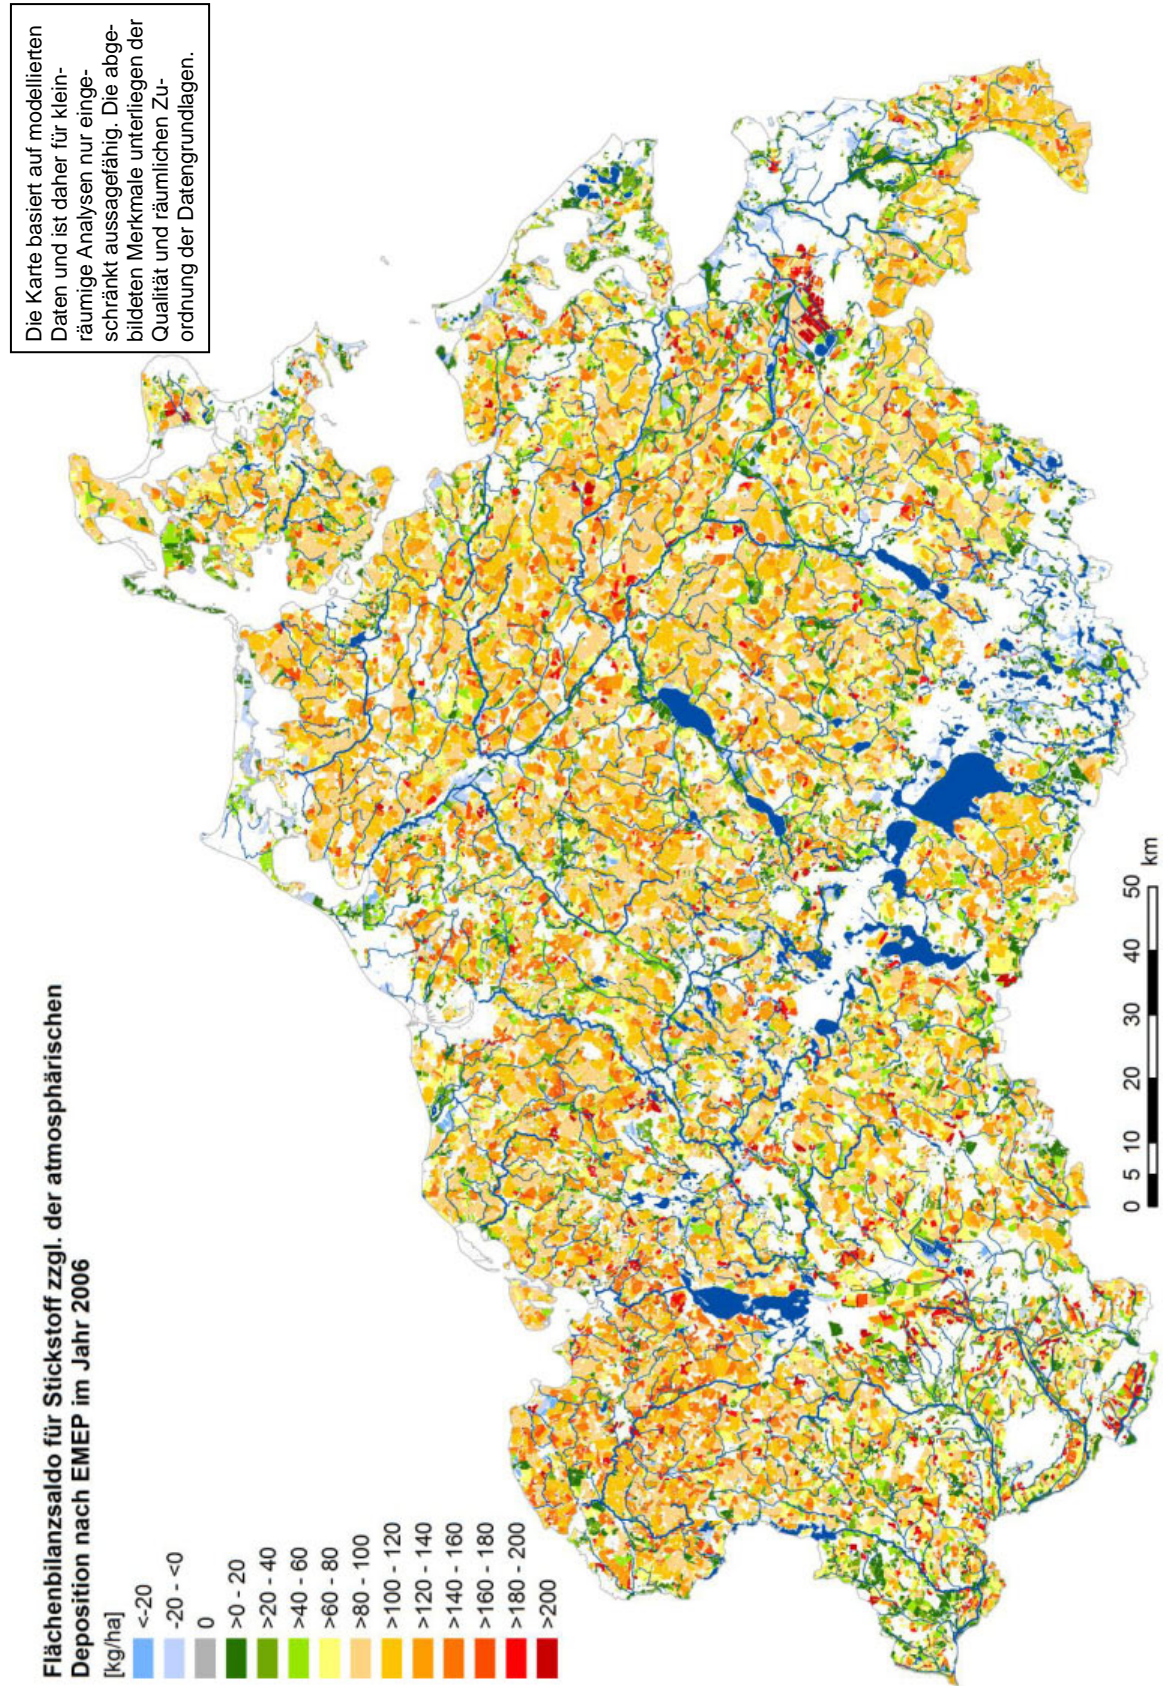 Flächenbilanzsaldo für Stickstoff zzgl. der atmosphärischen
Deposition nach EMEP im Jahr 2006
[kg/ha]
<-20
-20 - <0
0
>0 - 20
>20 - 40
>40 - 60
>60 - 80
>80 - 100
>100 - 120
>120 - 140
>140 - 160
>160 - 180
>180 - 200
>200
Die Karte basiert auf modellierten
Daten und ist daher für klein-
räumige Analysen nur einge-
schränkt aussagefähig. Die abge-
bildeten Merkmale unterliegen der
Qualität und räumlichen Zu-
ordnung der Datengrundlagen.
0 5 10 20 30 40 50 km